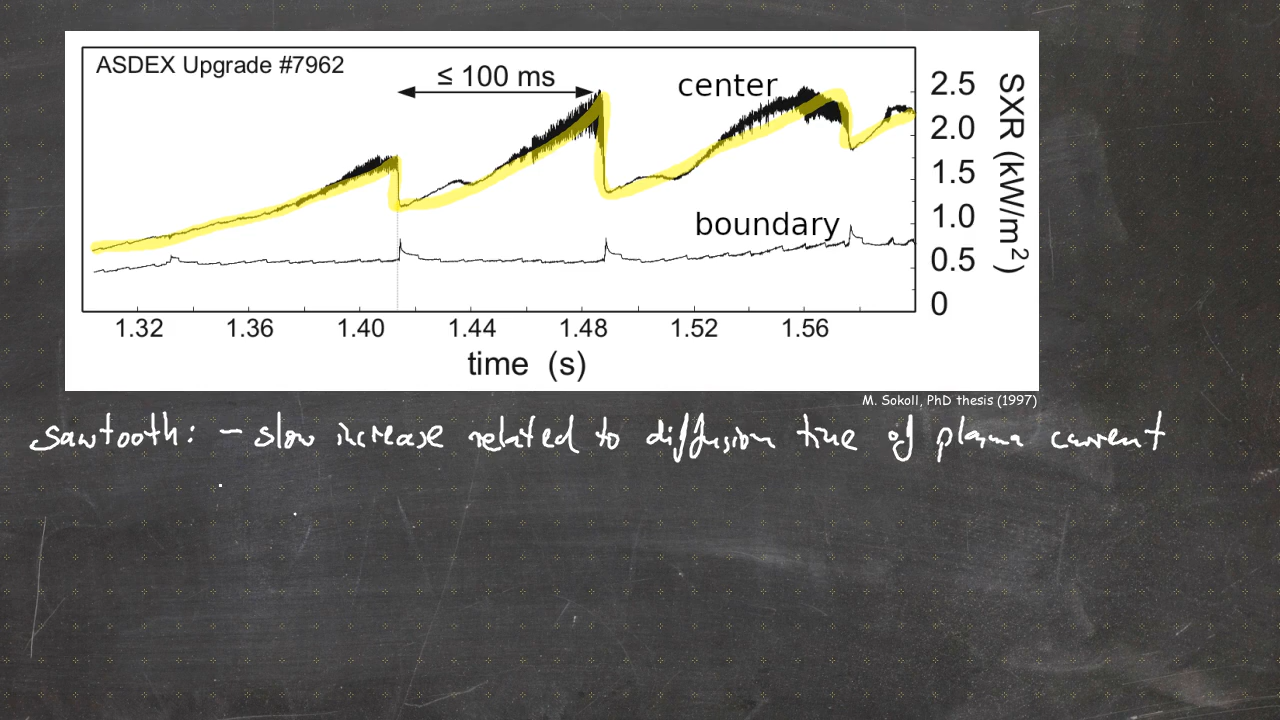 ASDEX Upgrade #7962
≤ 100 ms
center
boundary
2.5
2.0
1.5
1.0
0.5
0
SXR (kW/m²)
1.32 1.36 1.40 1.44 1.48 1.52 1.56
time (s)
M. Sokoll, PhD thesis (1997)
sawtooth: - slow increase related to diffusion time of plasma current